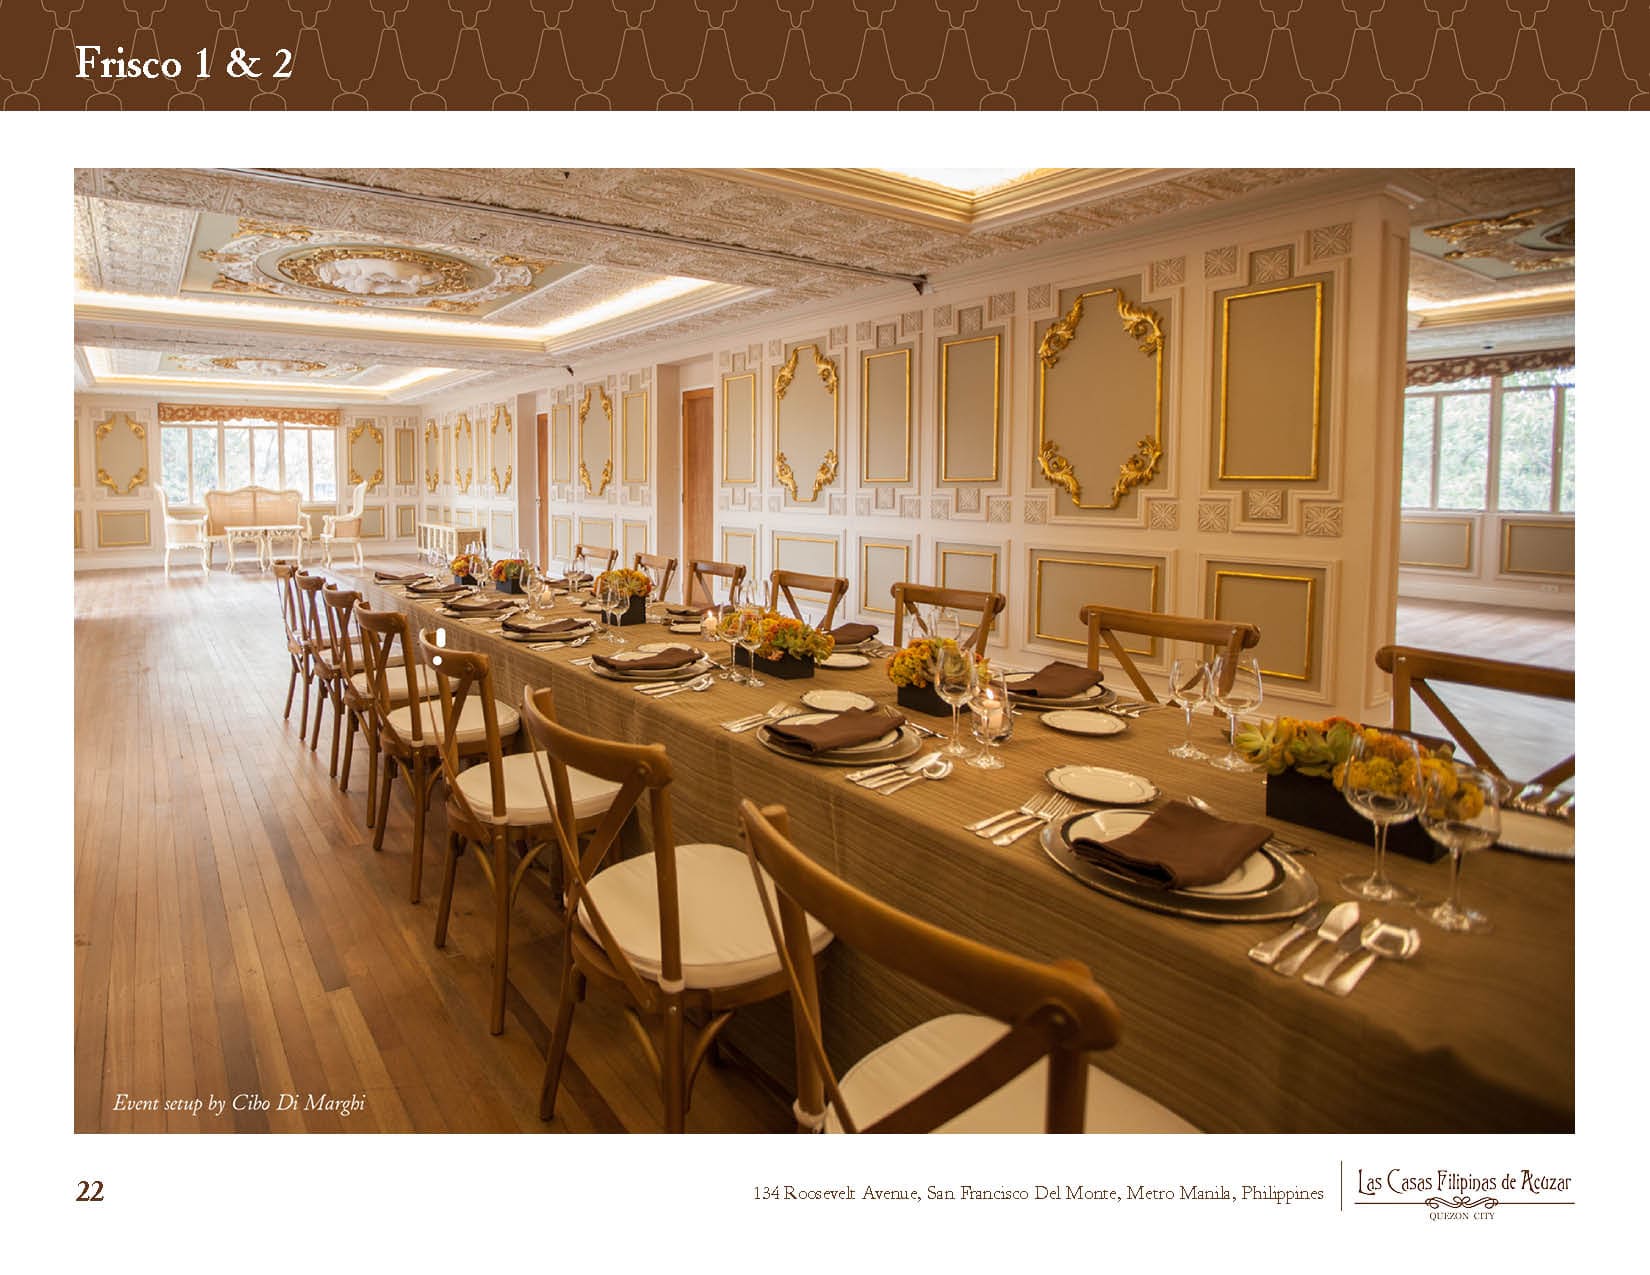 Frisco 1 & 2
Event setup by Cibo Di Marghi
22
134 Roosevelt Avenue, San Francisco Del Monte, Metro Manila, Philippines
Las Casas Filipinas de Acuzar
QUEZON CITY